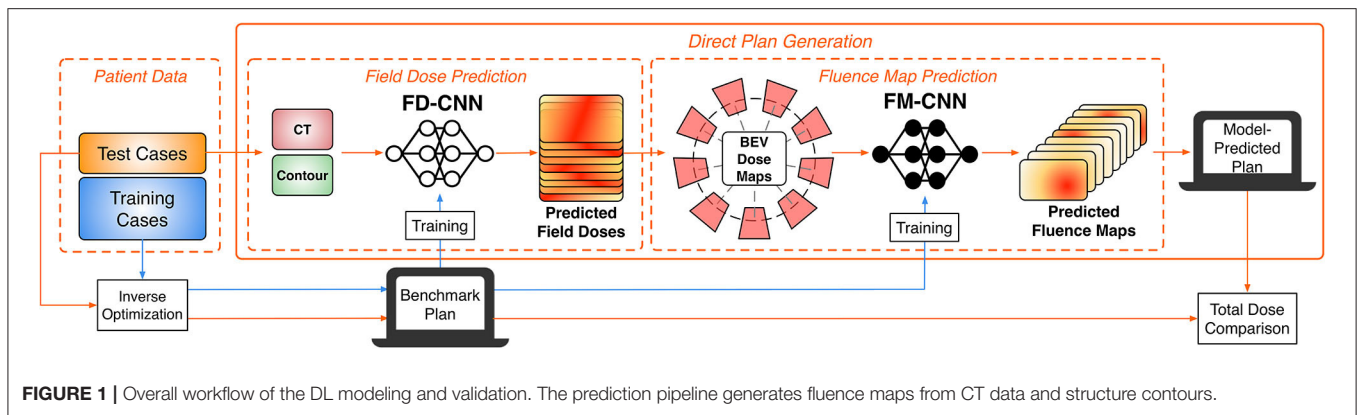 Direct Plan Generation
Patient Data
Field Dose Prediction
Fluence Map Prediction
Test Cases
Training
Cases
CT
Contour
FD-CNN
Training
Predicted
Field Doses
BEV
Dose
Maps
FM-CNN
Training
Predicted
Fluence Maps
Model-
Predicted
Plan
Inverse
Optimization
Benchmark
Plan
Total Dose
Comparison
FIGURE 1 | Overall workflow of the DL modeling and validation. The prediction pipeline generates fluence maps from CT data and structure contours.